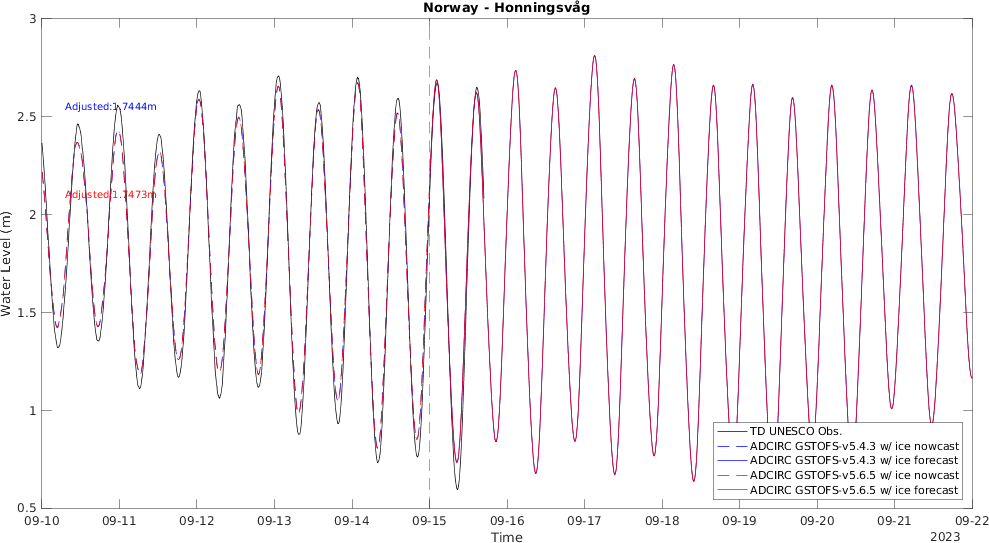 Norway - Honningsvåg
3
2.5
2
1.5
1
0.5
Water Level (m)
Adjusted:1.7444m
Adjusted:1.7473m
TD UNESCO Obs.
ADCIRC GSTOFS-v5.4.3 w/ ice nowcast
ADCIRC GSTOFS-v5.4.3 w/ ice forecast
ADCIRC GSTOFS-v5.6.5 w/ ice nowcast
ADCIRC GSTOFS-v5.6.5 w/ ice forecast
09-10 09-11 09-12 09-13 09-14 09-15 09-16 09-17 09-18 09-19 09-20 09-21 09-22
Time
2023